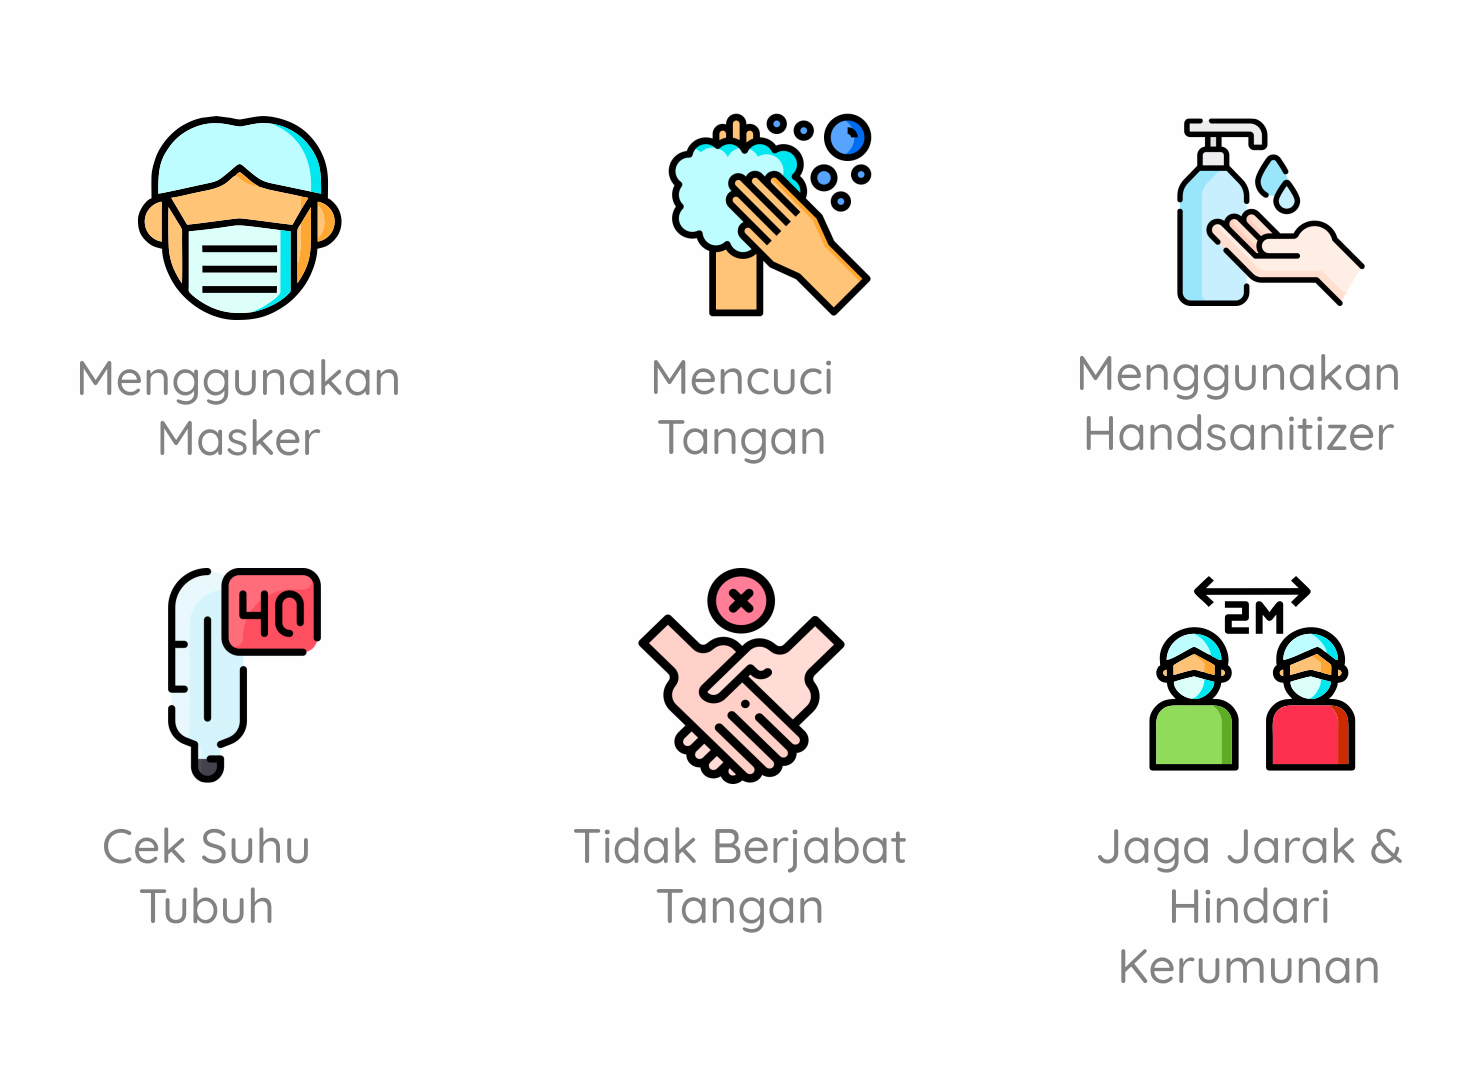 Menggunakan
Masker
Mencuci
Tangan
Menggunakan
Handsanitizer
40
Cek Suhu
Tubuh
Tidak Berjabat
Tangan
2M
Jaga Jarak &
Hindari
Kerumunan